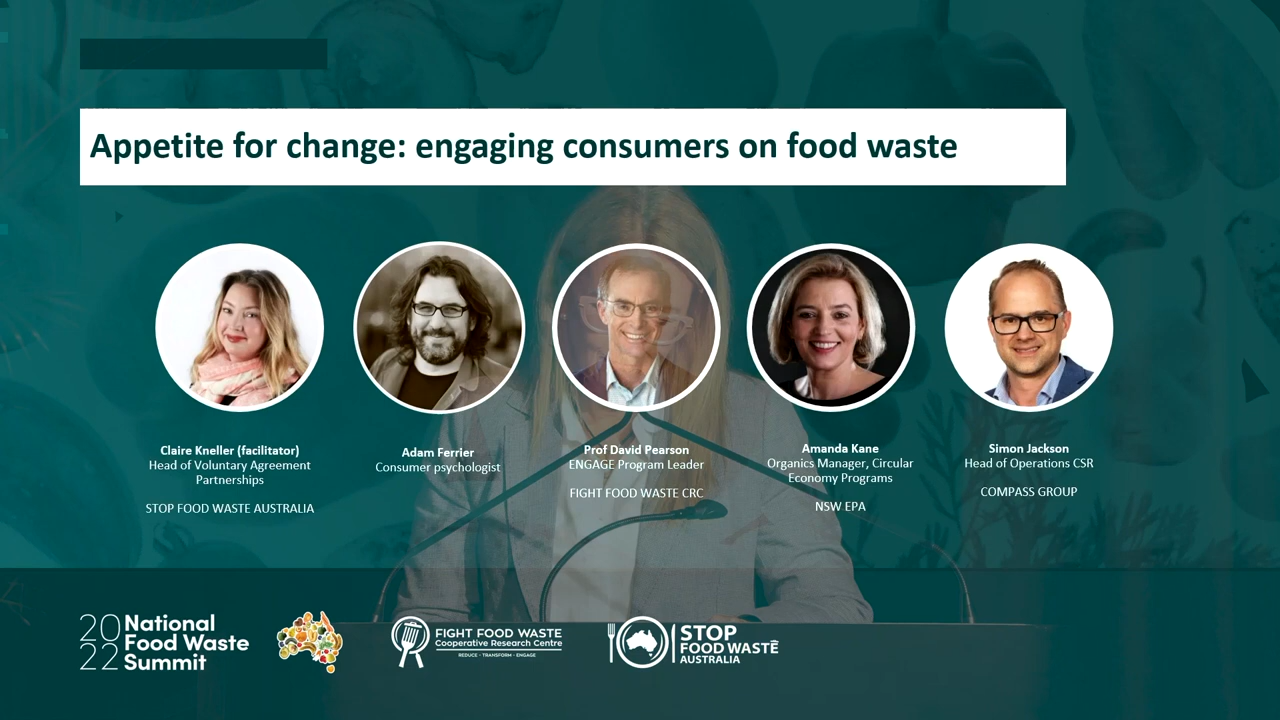 Appetite for change: engaging consumers on food waste
Claire Kneller (facilitator)
Head of Voluntary Agreement
Partnerships
STOP FOOD WASTE AUSTRALIA
Adam Ferrier
Consumer psychologist
Prof David Pearson
ENGAGE Program Leader
FIGHT FOOD WASTE CRC
Amanda Kane
Organics Manager, Circular
Economy Programs
NSW EPA
Simon Jackson
Head of Operations CSR
COMPASS GROUP
20
22
National
Food Waste
Summit
FIGHT FOOD WASTE
Cooperative Research Centre
REDUCE - TRANSFORM - ENGAGE
STOP
FOOD WASTE
AUSTRALIA